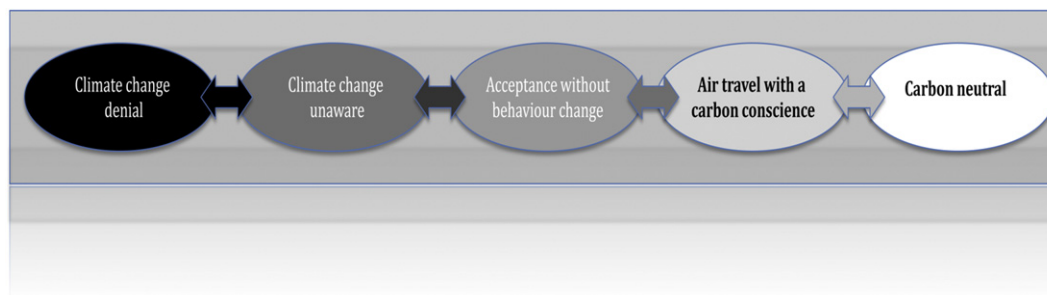 Climate change
denial
Climate change
unaware
Acceptance without
behaviour change
Air travel with a
carbon conscience
Carbon neutral